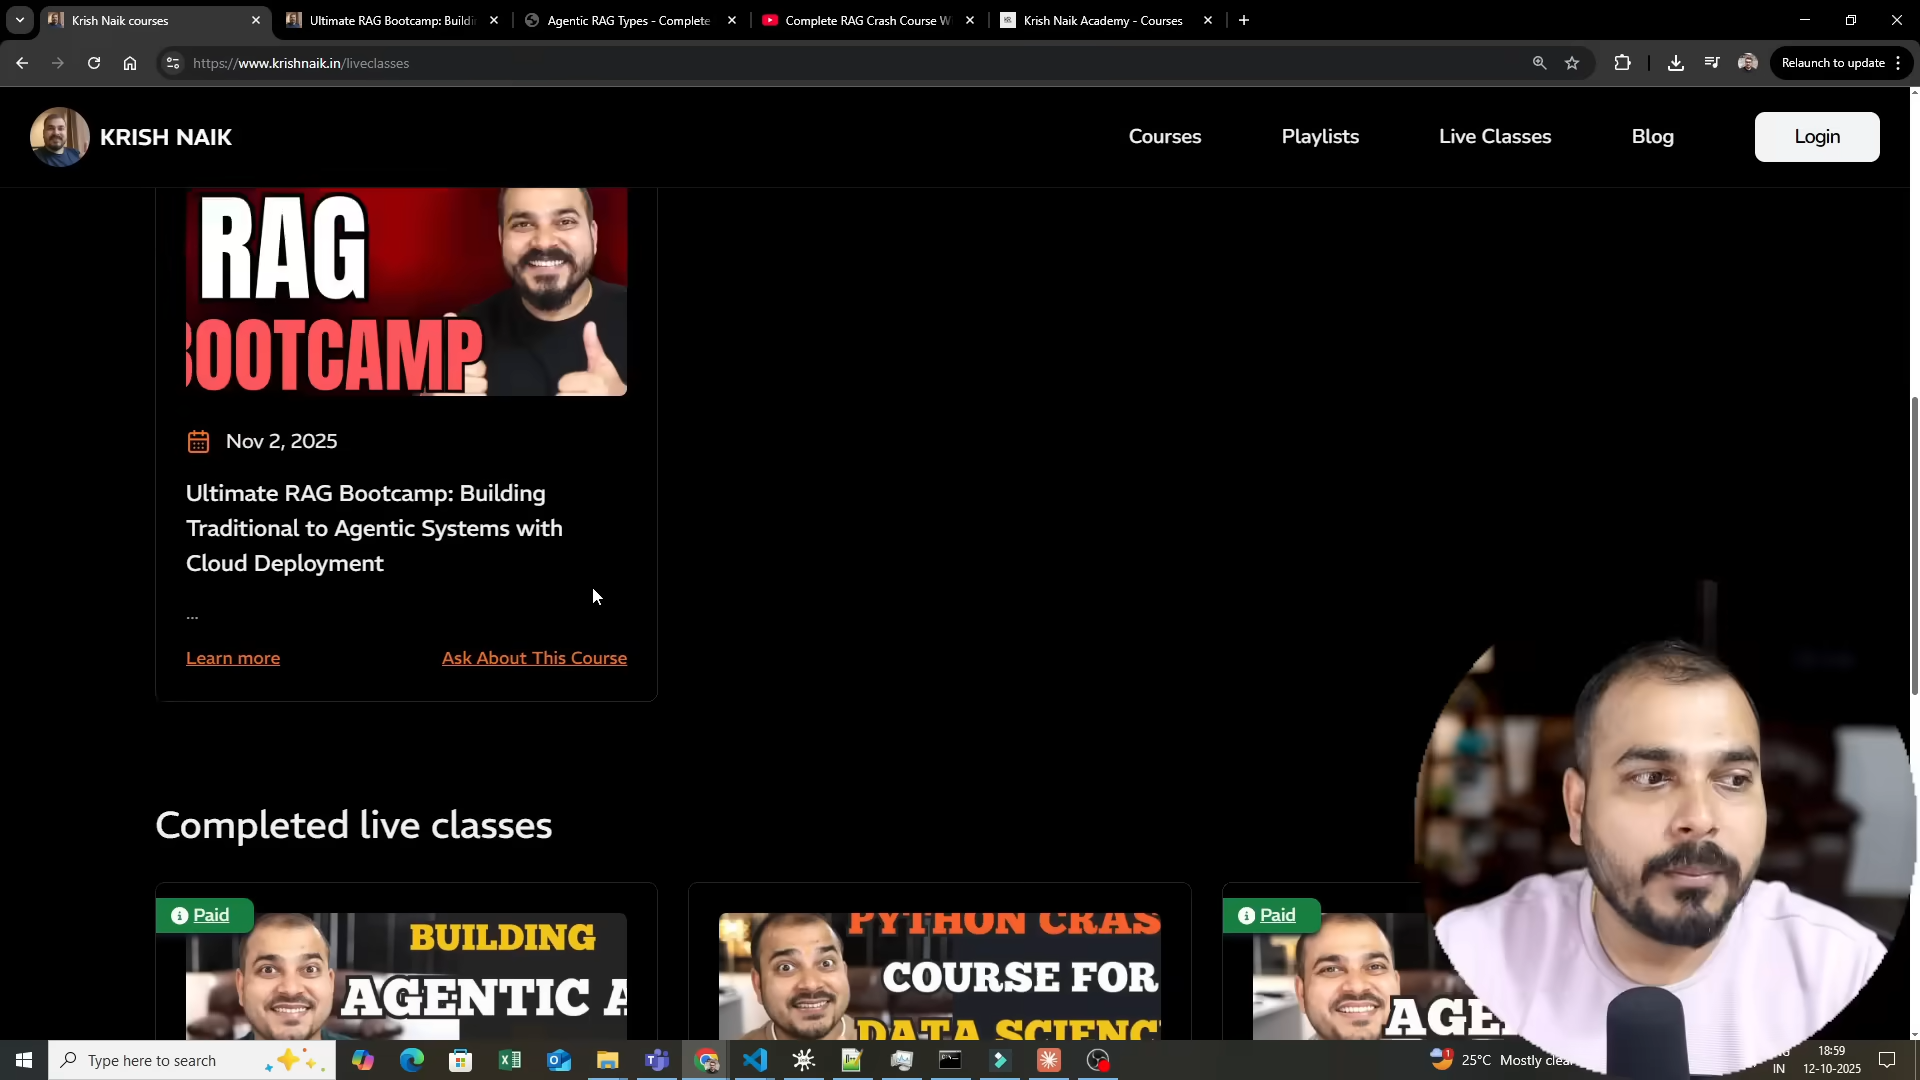 Krish Naik courses
Ultimate RAG Bootcamp: Buildi
Agentic RAG Types - Complete
Complete RAG Crash Course W
Krish Naik Academy - Courses
https://www.krishnaik.in/liveclasses
Relaunch to update
KRISH NAIK
Courses
Playlists
Live Classes
Blog
Login
RAG
BOOTCAMP
Nov 2, 2025
Ultimate RAG Bootcamp: Building
Traditional to Agentic Systems with
Cloud Deployment
...
Learn more
Ask About This Course
Completed live classes
Paid
BUILDING
AGENTIC A
PYTHON CRAS
COURSE FOR
DATA SCIENC
Paid
AGE
Type here to search
25°C Mostly clear
IN
18:59
12-10-2025